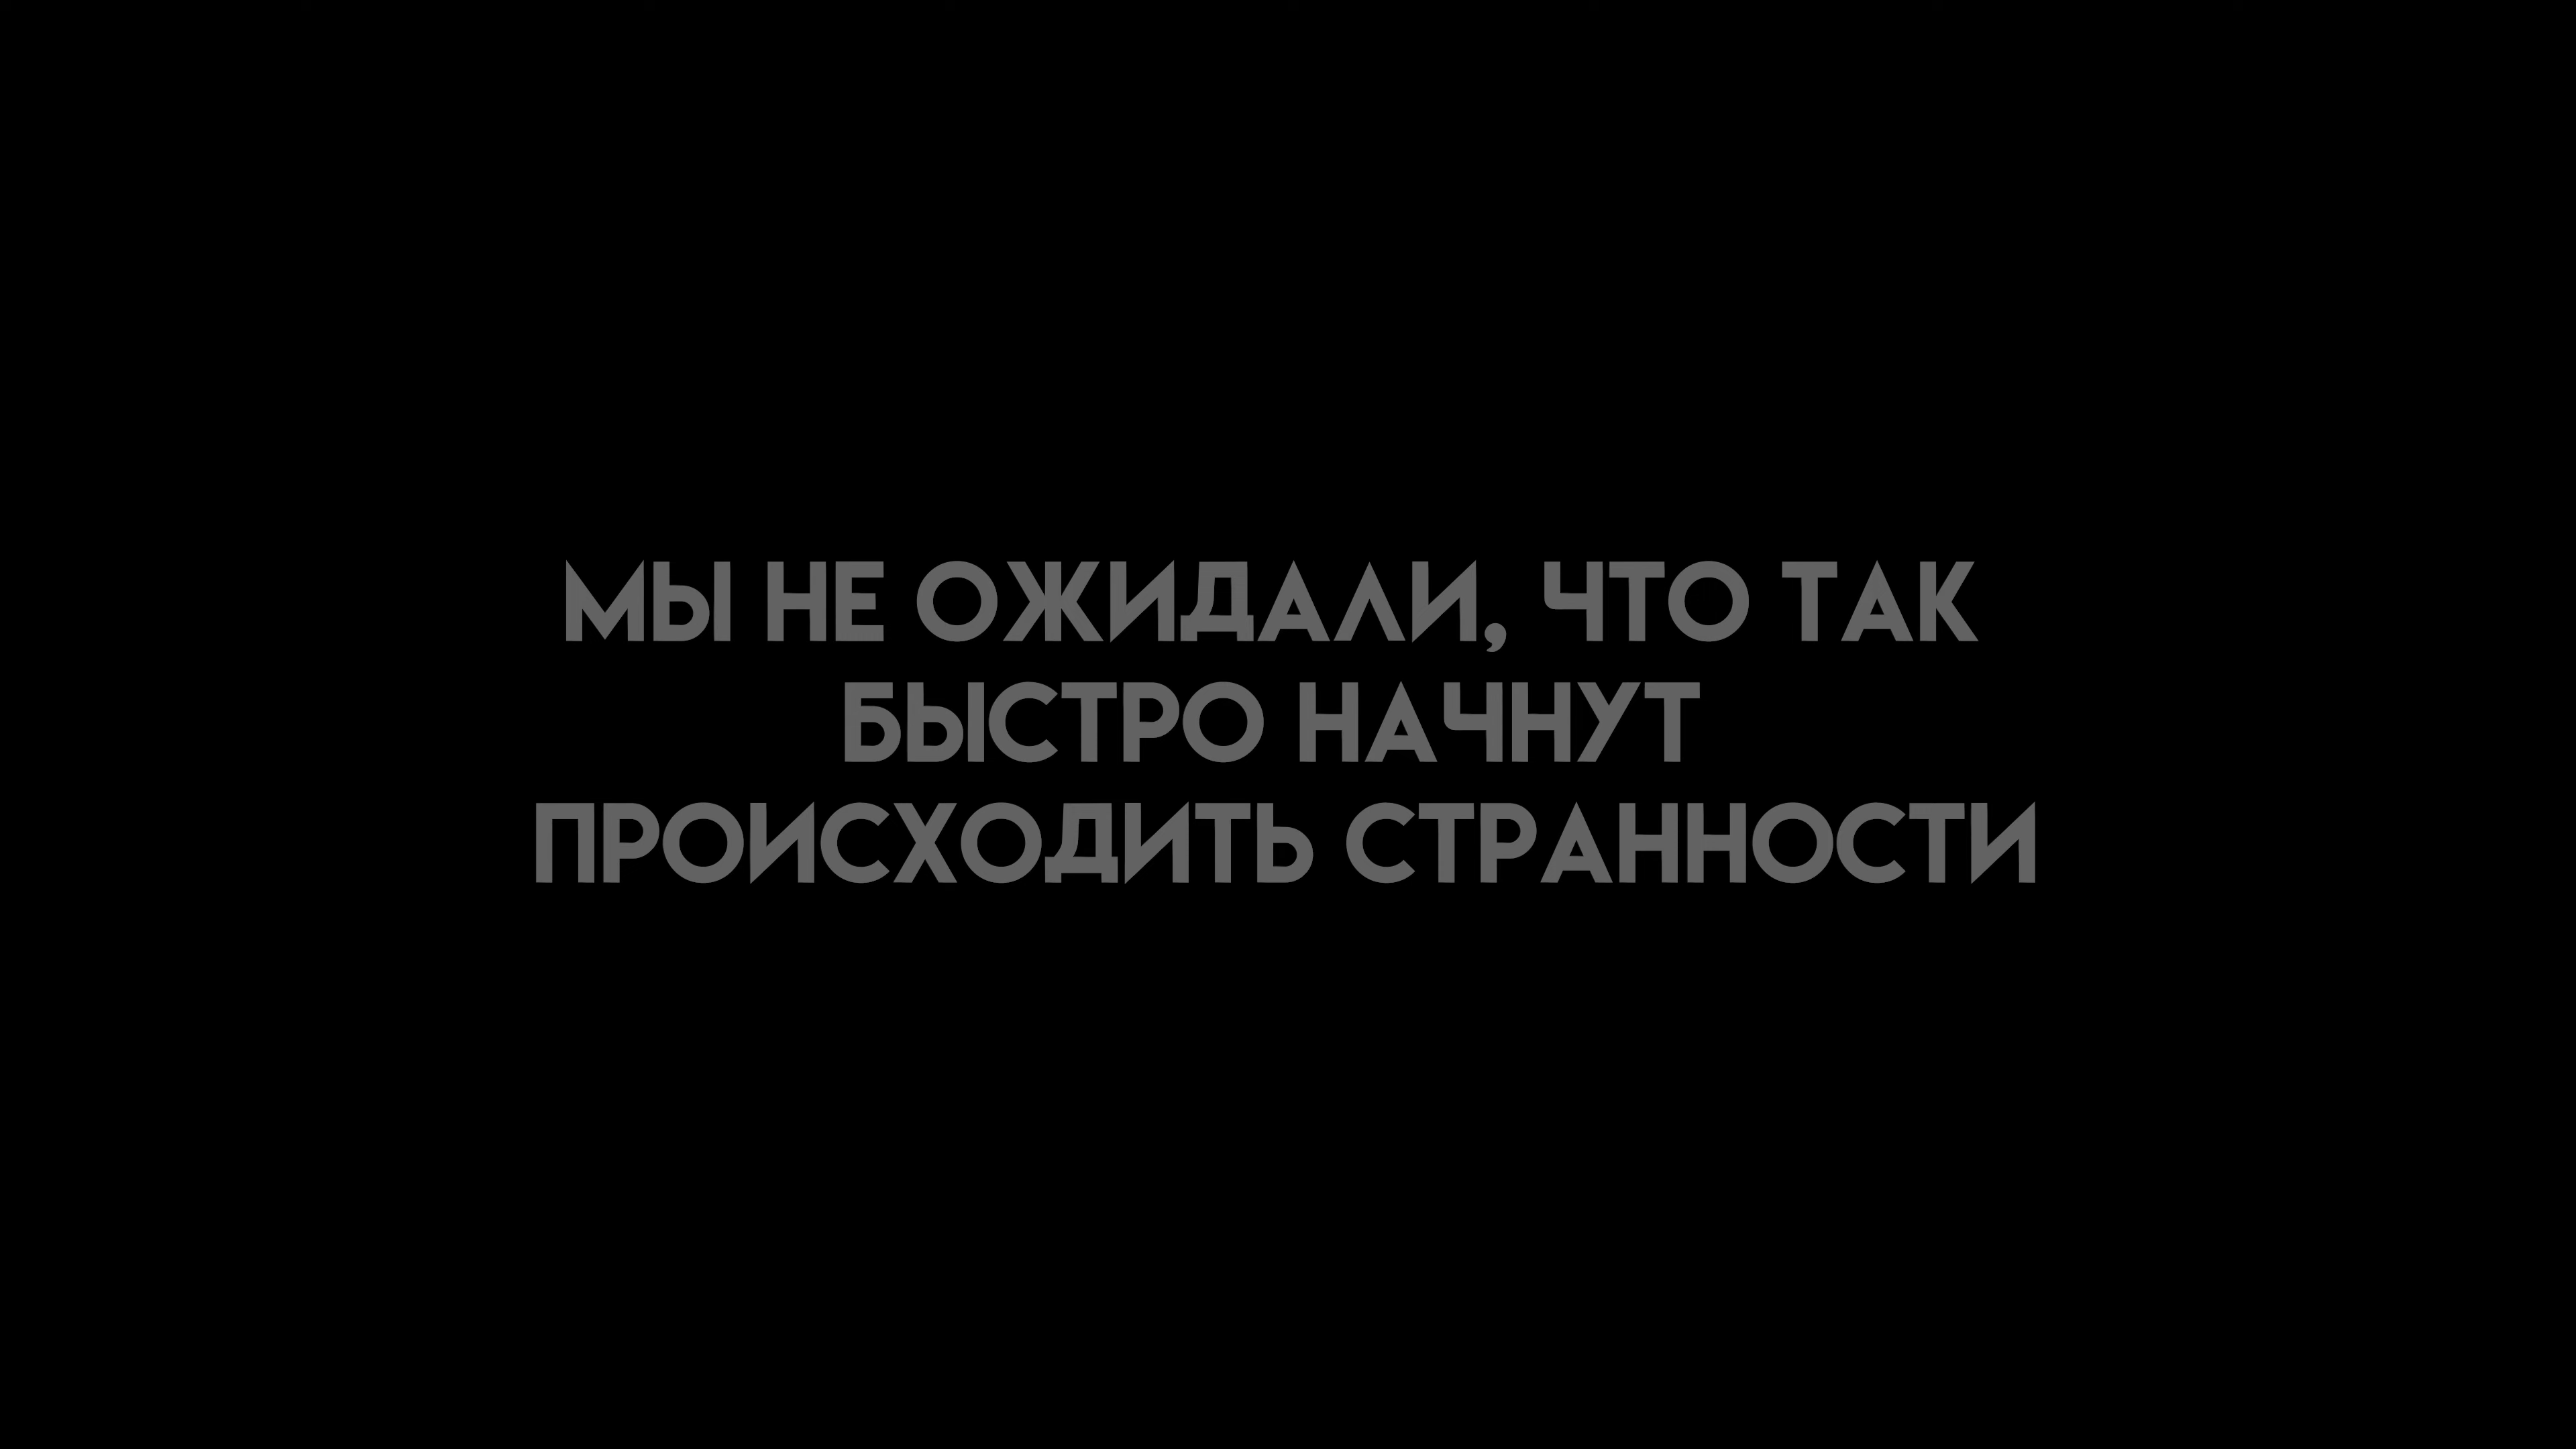 МЫ НЕ ОЖИДАЛИ, ЧТО ТАК
БЫСТРО НАЧНУТ
ПРОИСХОДИТЬ СТРАННОСТИ